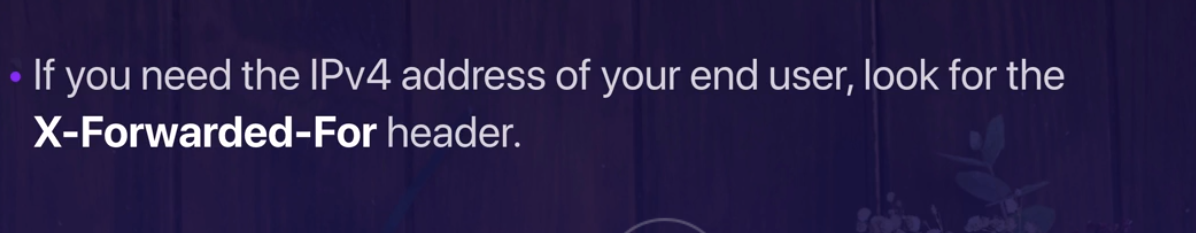 • If you need the IPv4 address of your end user, look for the
X-Forwarded-For header.